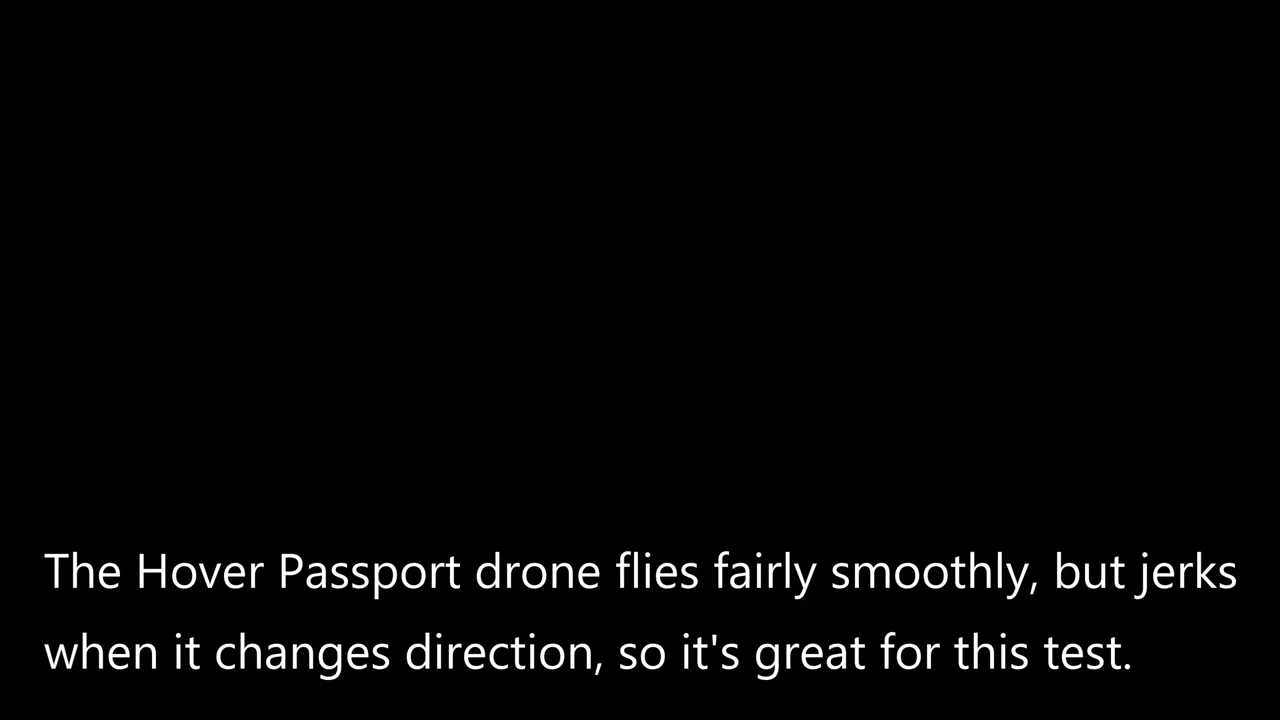 The Hover Passport drone flies fairly smoothly, but jerks
when it changes direction, so it's great for this test.